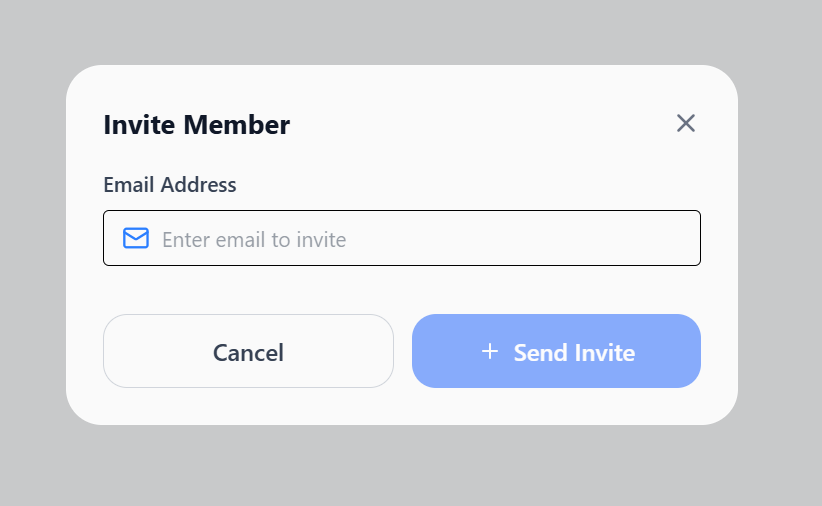 Invite Member
Email Address
Enter email to invite
Cancel
+ Send Invite